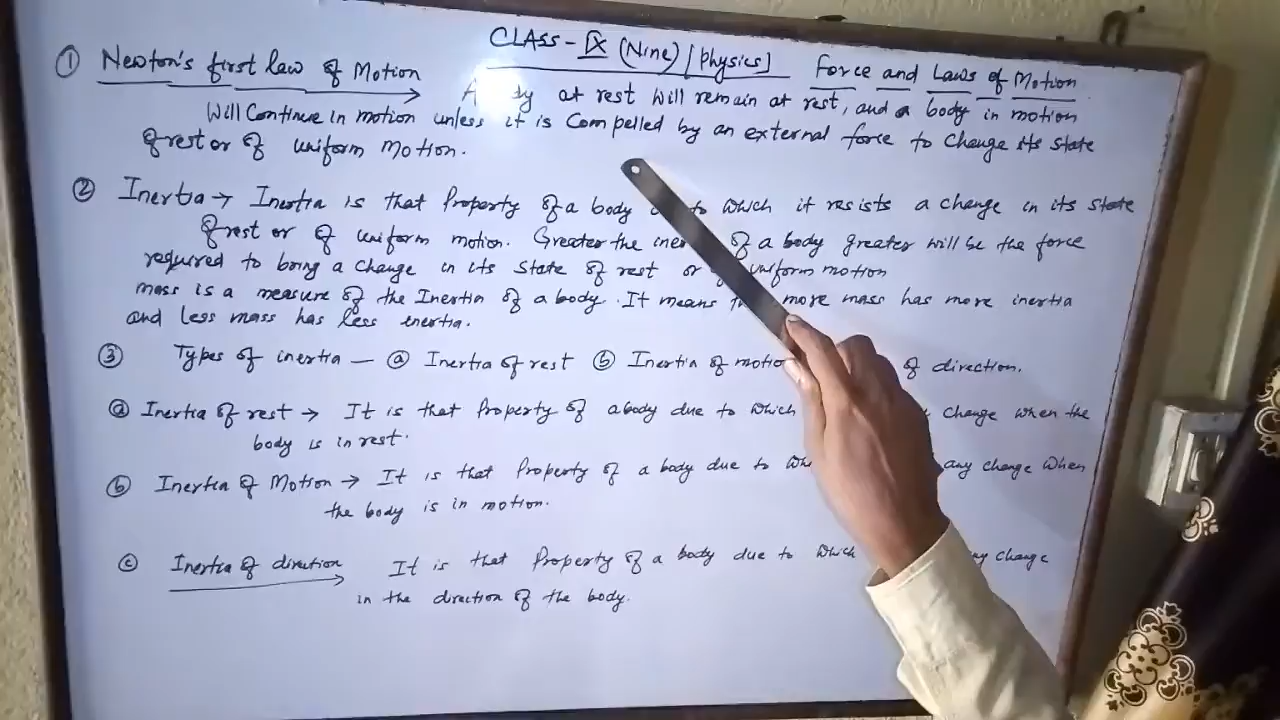 CLASS - IX (Nine) [Physics]
Force and Laws of Motion
① Newton's first law of Motion → A dy at rest will remain at rest, and a body in motion
Will Continue in motion unless it is Compelled by an external force to Change its state
of rest or of uniform Motion.
② Inertia → Inertia is that Property of a body to which it resists a change in its state
of rest or of uniform motion. Greater the iner of a body greater will be the force
required to bring a change in its state of rest or uniform motion
mass is a measure of the Inertia of a body. It means more mass has more inertia
and less mass has less inertia.
③ Types of inertia — ⓐ Inertia of rest ⓑ Inertia of motio of direction.
ⓐ Inertia of rest → It is that Property of a body due to which change when the
body is in rest.
ⓑ Inertia of Motion → It is that Property of a body due to any change when
the body is in motion.
ⓒ Inertia of direction → It is that Property of a body due to which change
in the direction of the body.